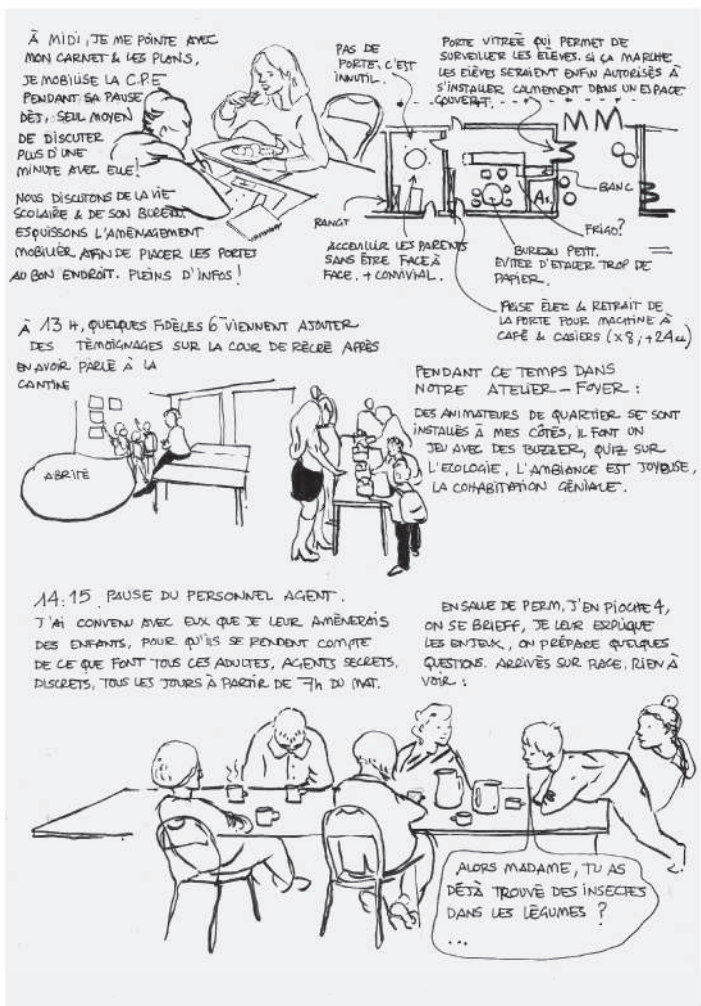 À MIDI, JE ME POINTE AVEC
MON CARNET & LES PLANS,
JE MOBILISE LA C.P.E
PENDANT SA PAUSE
DEJ, SEUL MOYEN
DE DISCUTER
PLUS D'UNE
MINUTE AVEC ELLE!
NOUS DISCUTONS DE LA VIE
SCOLAIRE & DE SON BUREAU
ESQUISSONS L'AMÉNAGEMENT
MOBILIER AFIN DE PLACER LES PORTES
AU BON ENDROIT. PLEINS D'INFOS!
PAS DE
PORTE, C'EST
INNUTIL.
PORTE VITRÉE QUI PERMET DE
SURVEILLER LES ÉLÈVES. SI ÇA MARCHE
LES ÉLÈVES SERAIENT ENFIN AUTORISÉS À
S'INSTALLER CALMEMENT DANS UN ESPACE
COUVERT.
BANC
FRIGO?
RANGT
ACCEUILLIR LES PARENTS
SANS ÊTRE FACE À
FACE. + CONVIVIAL.
BUREAU PETIT.
EVITER D'ETALER TROP DE
PAPIER.
PRISE ÉLEC & RETRAIT DE
LA PORTE POUR MACHINE À
CAFÉ & CASIERS (x8; +24
À 13 H, QUELQUES FIDÈLES 6e VIENNENT AJOUTER
DES TÉMOIGNAGES SUR LA COUR DE RÉCRÉ APRÈS
EN AVOIR PARLÉ À LA
CANTINE
ABRITÉ
PENDANT CE TEMPS DANS
NOTRE ATELIER - FOYER :
DES ANIMATEURS DE QUARTIER SE SONT
INSTALLÉS À MES CÔTÉS, IL FONT UN
JEU AVEC DES BUZZER, QUIZ SUR
L'ECOLOGIE, L'AMBIANCE EST JOYEUSE,
LA COHABITATION GÉNIALE.
14:15 PAUSE DU PERSONNEL AGENT.
J'AI CONVENU AVEC EUX QUE JE LEUR AMÈNERAIS
DES ENFANTS, POUR QU'ILS SE RENDENT COMPTE
DE CE QUE FONT TOUS CES ADULTES, AGENTS SECRETS,
DISCRETS, TOUS LES JOURS À PARTIR DE 7h DU MAT.
EN SALLE DE PERM, J'EN PIOCHE 4,
ON SE BRIEFF, JE LEUR EXPLIQUE
LES ENJEUX, ON PRÉPARE QUELQUES
QUESTIONS. ARRIVÉS SUR PLACE, RIEN À
VOIR :
ALORS MADAME, TU AS
DÉJÀ TROUVÉ DES INSECTES
DANS LES LÉGUMES ?
...